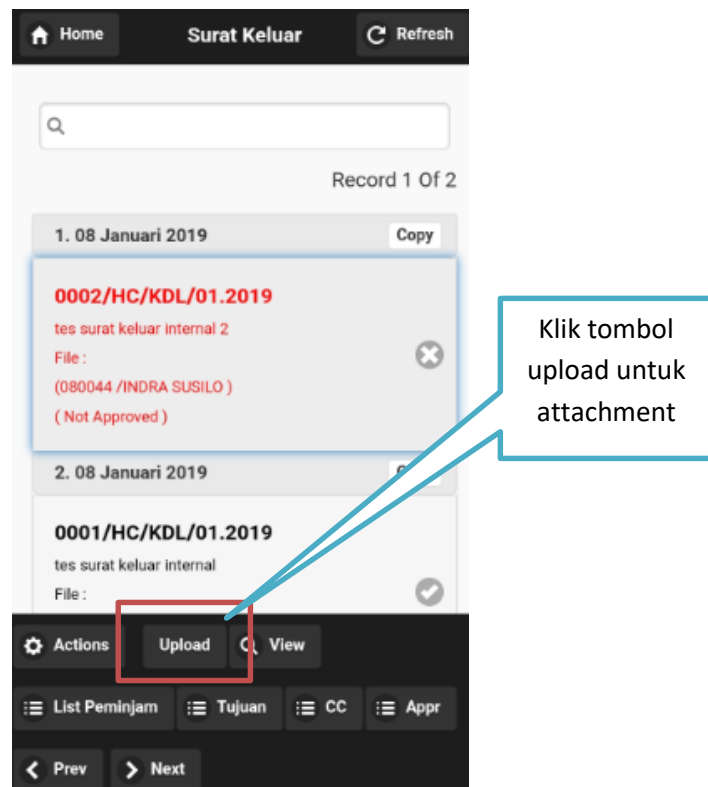 Home Surat Keluar Refresh
Record 1 Of 2
1. 08 Januari 2019 Copy
0002/HC/KDL/01.2019
tes surat keluar internal 2
File :
(080044 /INDRA SUSILO )
( Not Approved )
Klik tombol
upload untuk
attachment
2. 08 Januari 2019
0001/HC/KDL/01.2019
tes surat keluar internal
File :
Actions Upload View
List Peminjam Tujuan CC Appr
Prev Next